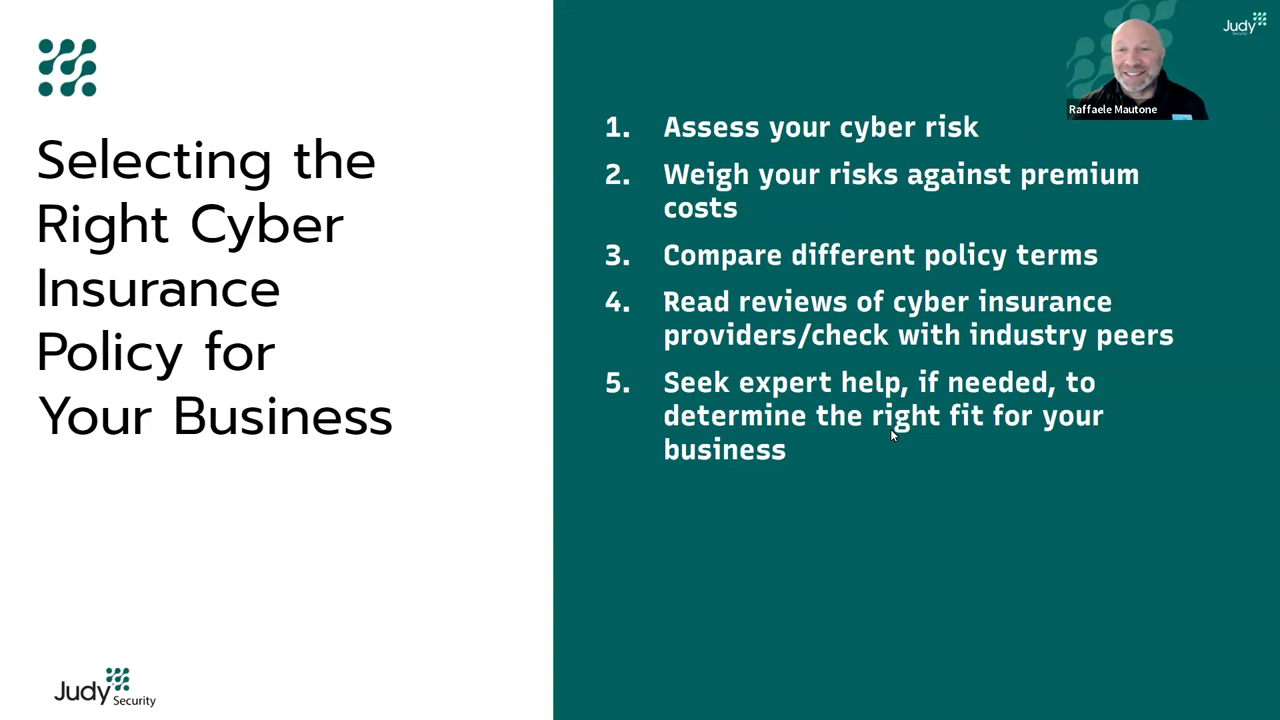 Selecting the
Right Cyber
Insurance
Policy for
Your Business
Judy
Security
1. Assess your cyber risk
2. Weigh your risks against premium
costs
3. Compare different policy terms
4. Read reviews of cyber insurance
providers/check with industry peers
5. Seek expert help, if needed, to
determine the right fit for your
business
Raffaele Mautone
Judy
Security